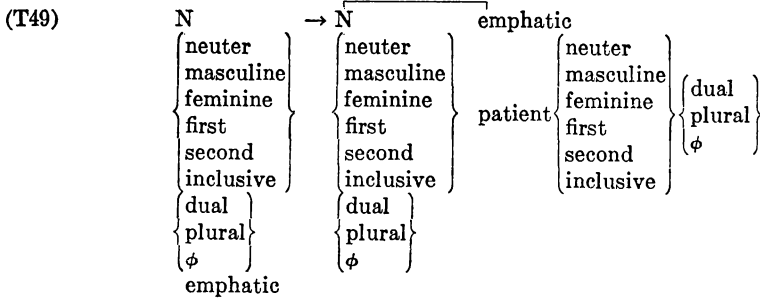 (T49) N → N emphatic
neuter neuter neuter
masculine masculine masculine dual
feminine feminine patient feminine plural
first first first ϕ
second second second
inclusive inclusive inclusive
dual dual
plural plural
ϕ ϕ
emphatic